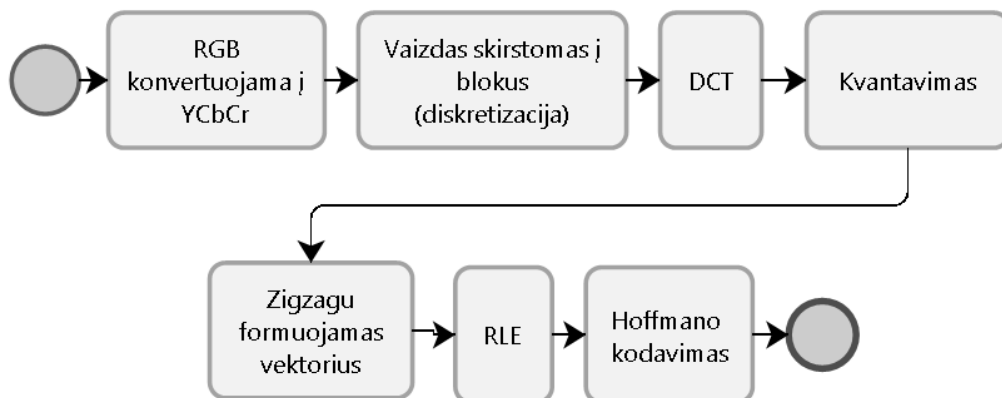 RGB
konvertuojama į
YCbCr
Vaizdas skirstomas į
blokus
(diskretizacija)
DCT
Kvantavimas
Zigzagu
formuojamas
vektorius
RLE
Hoffmano
kodavimas